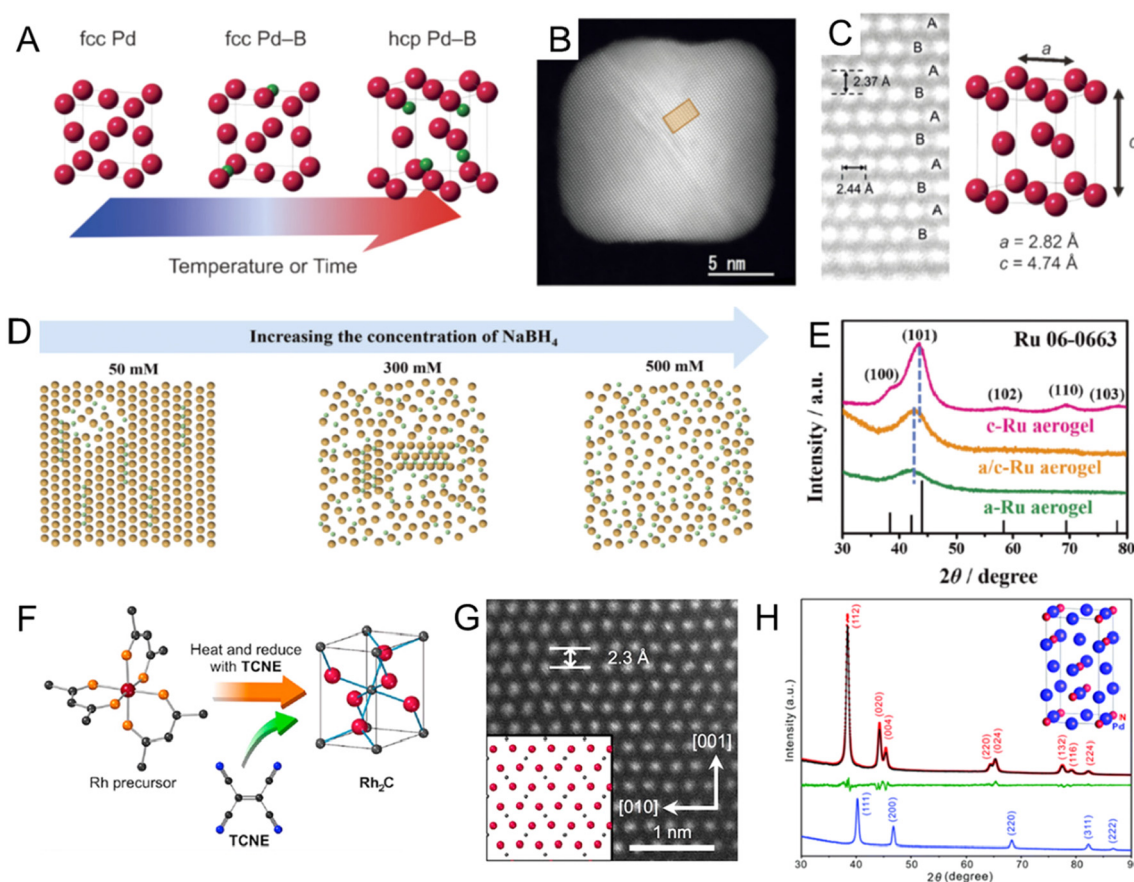 A
fcc Pd
fcc Pd–B
hcp Pd–B
Temperature or Time
B
5 nm
C
A
B
A
B
A
B
A
B
A
B
2.37 Å
2.44 Å
a
c
a = 2.82 Å
c = 4.74 Å
D
Increasing the concentration of NaBH₄
50 mM
300 mM
500 mM
E
Ru 06-0663
(100)
(101)
(102)
(110)
(103)
c-Ru aerogel
a/c-Ru aerogel
a-Ru aerogel
Intensity / a.u.
30 40 50 60 70 80
2θ / degree
F
Rh precursor
Heat and reduce
with TCNE
TCNE
Rh₂C
G
2.3 Å
[001]
[010]
1 nm
H
Intensity (a.u.)
(112)
(020)
(004)
(220)
(024)
(132)
(116)
(224)
N
Pd
(111)
(200)
(220)
(311)
(222)
30 40 50 60 70 80 9
2θ (degree)